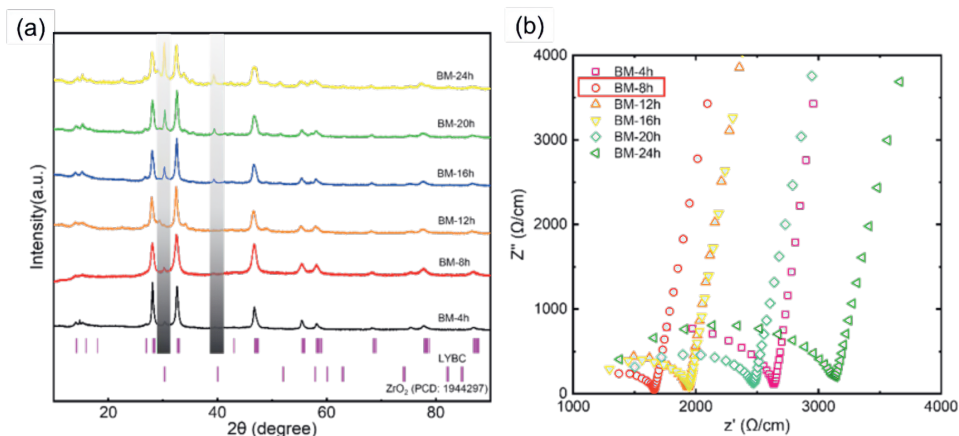 (a)
Intensity(a.u.)
BM-24h
BM-20h
BM-16h
BM-12h
BM-8h
BM-4h
LYBC
ZrO₂ (PCD: 1944297)
20 40 60 80
2θ (degree)
(b)
Z'' (Ω/cm)
4000
3000
2000
1000
0
BM-4h
BM-8h
BM-12h
BM-16h
BM-20h
BM-24h
1000 2000 3000 4000
z' (Ω/cm)